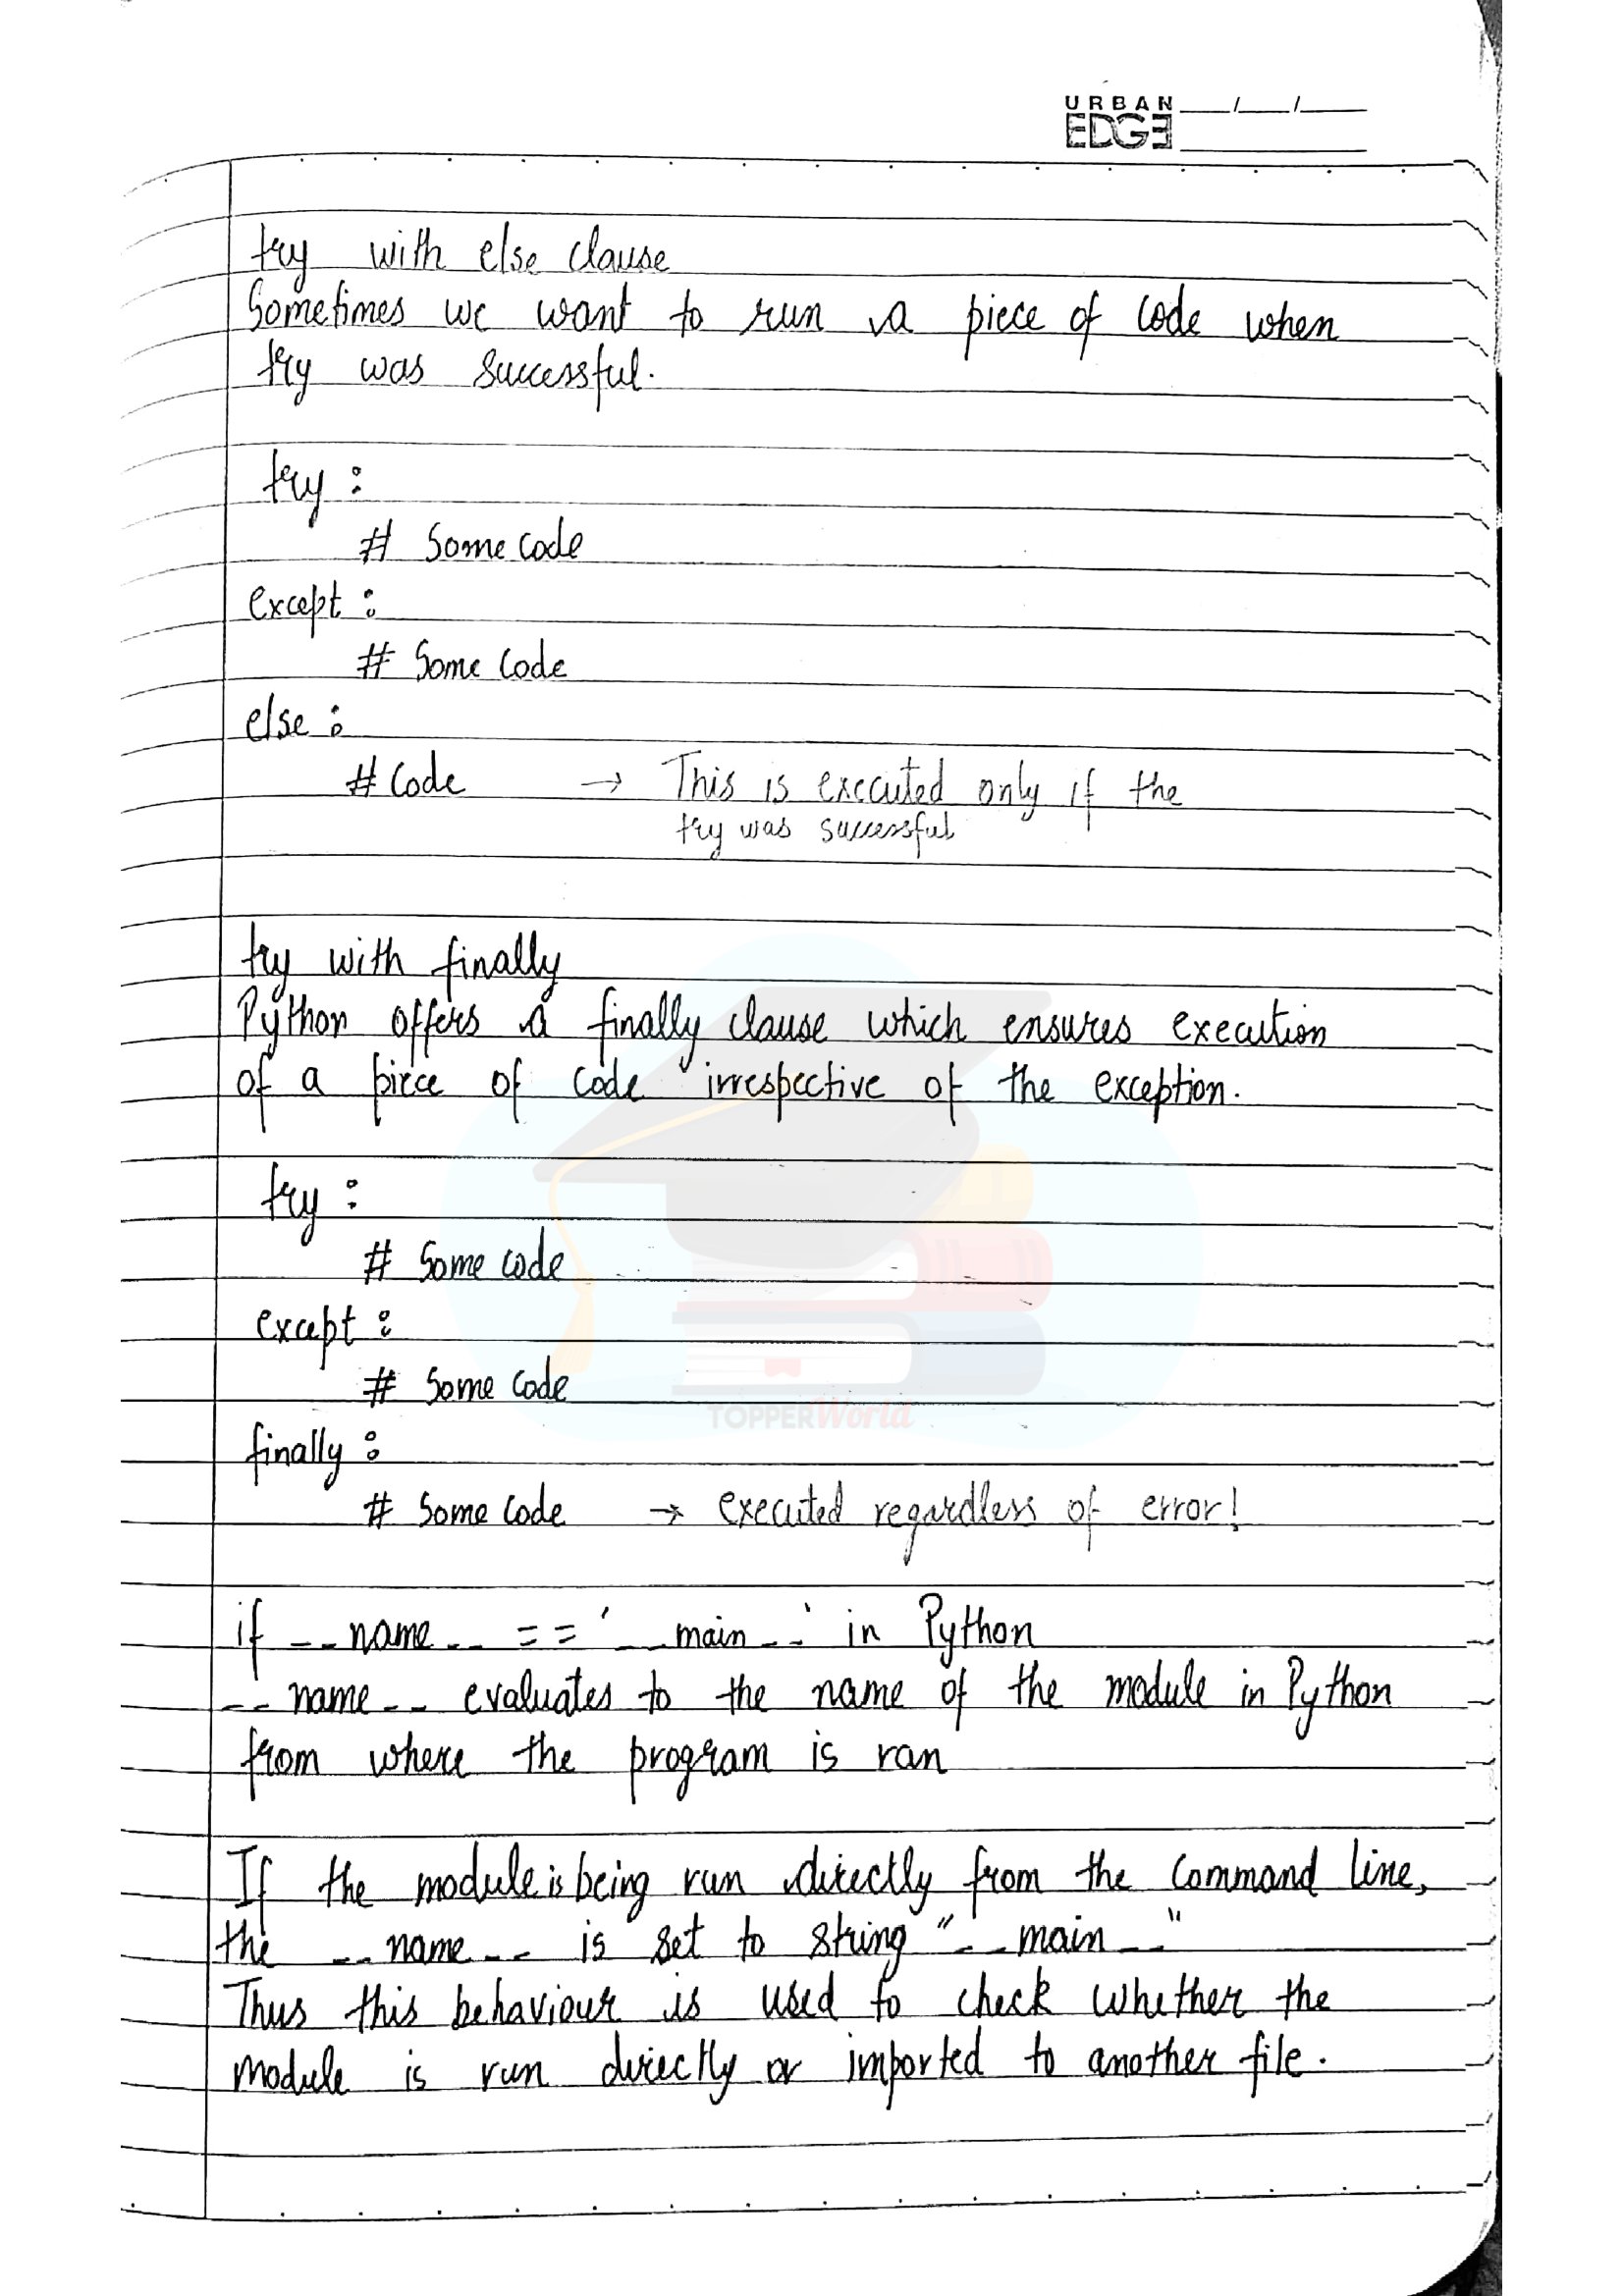 URBAN
EDGE
try with else clause
Sometimes we want to run a piece of code when
try was successful.
try :
# Some code
except :
# Some code
else :
# Code → This is executed only if the
try was successful
try with finally
Python offers a finally clause which ensures execution
of a piece of code irrespective of the exception.
try :
# Some code
except :
# Some code
TOPPERWorld
finally :
# Some code → executed regardless of error!
if __name__ == '__main__' in Python
__name__ evaluates to the name of the module in Python
from where the program is ran
If the module is being run directly from the command line,
the __name__ is set to string "__main__"
Thus this behaviour is used to check whether the
module is run directly or imported to another file.